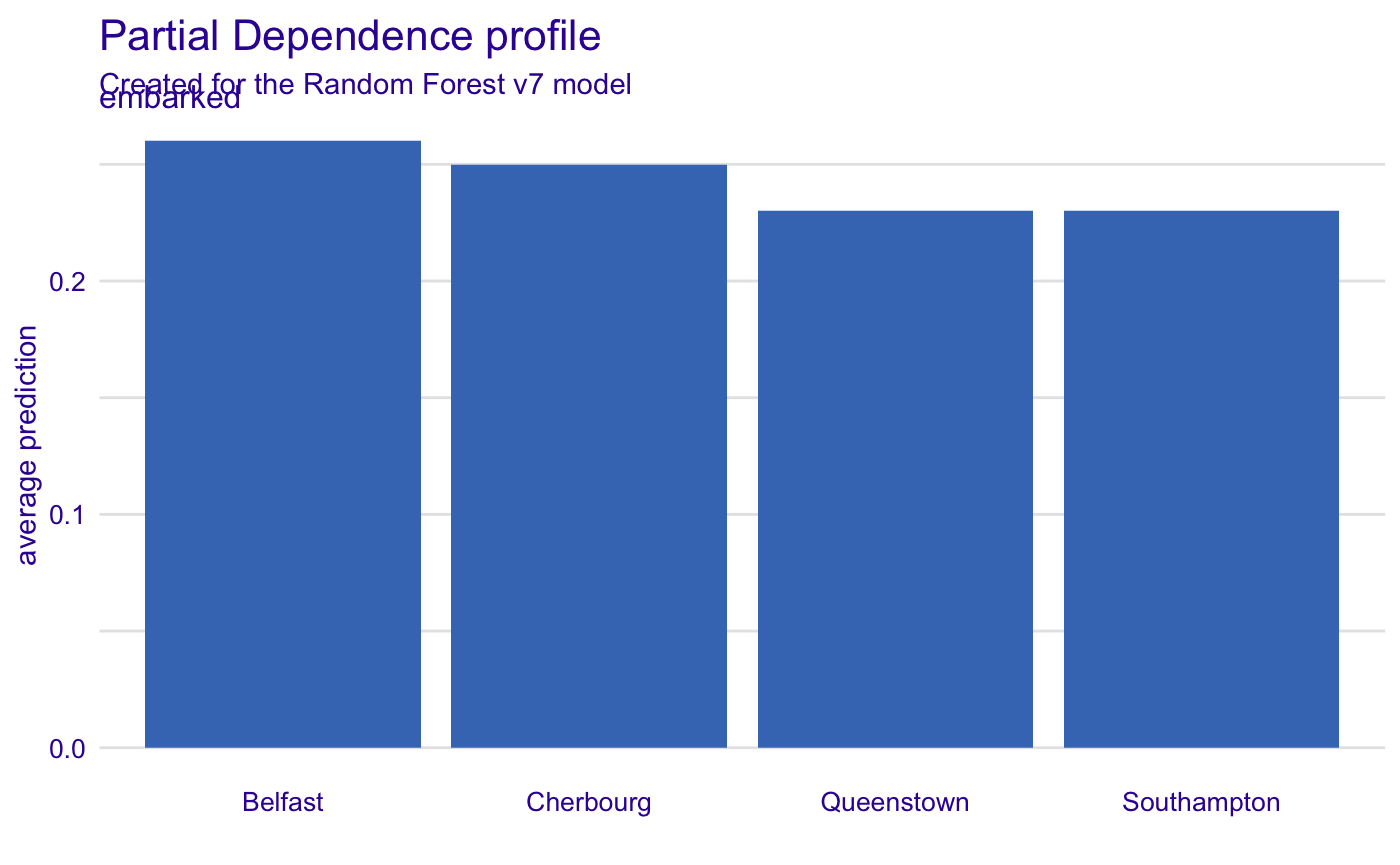 Partial Dependence profile
Created for the Random Forest v7 model
embarked
average prediction
0.2
0.1
0.0
Belfast
Cherbourg
Queenstown
Southampton